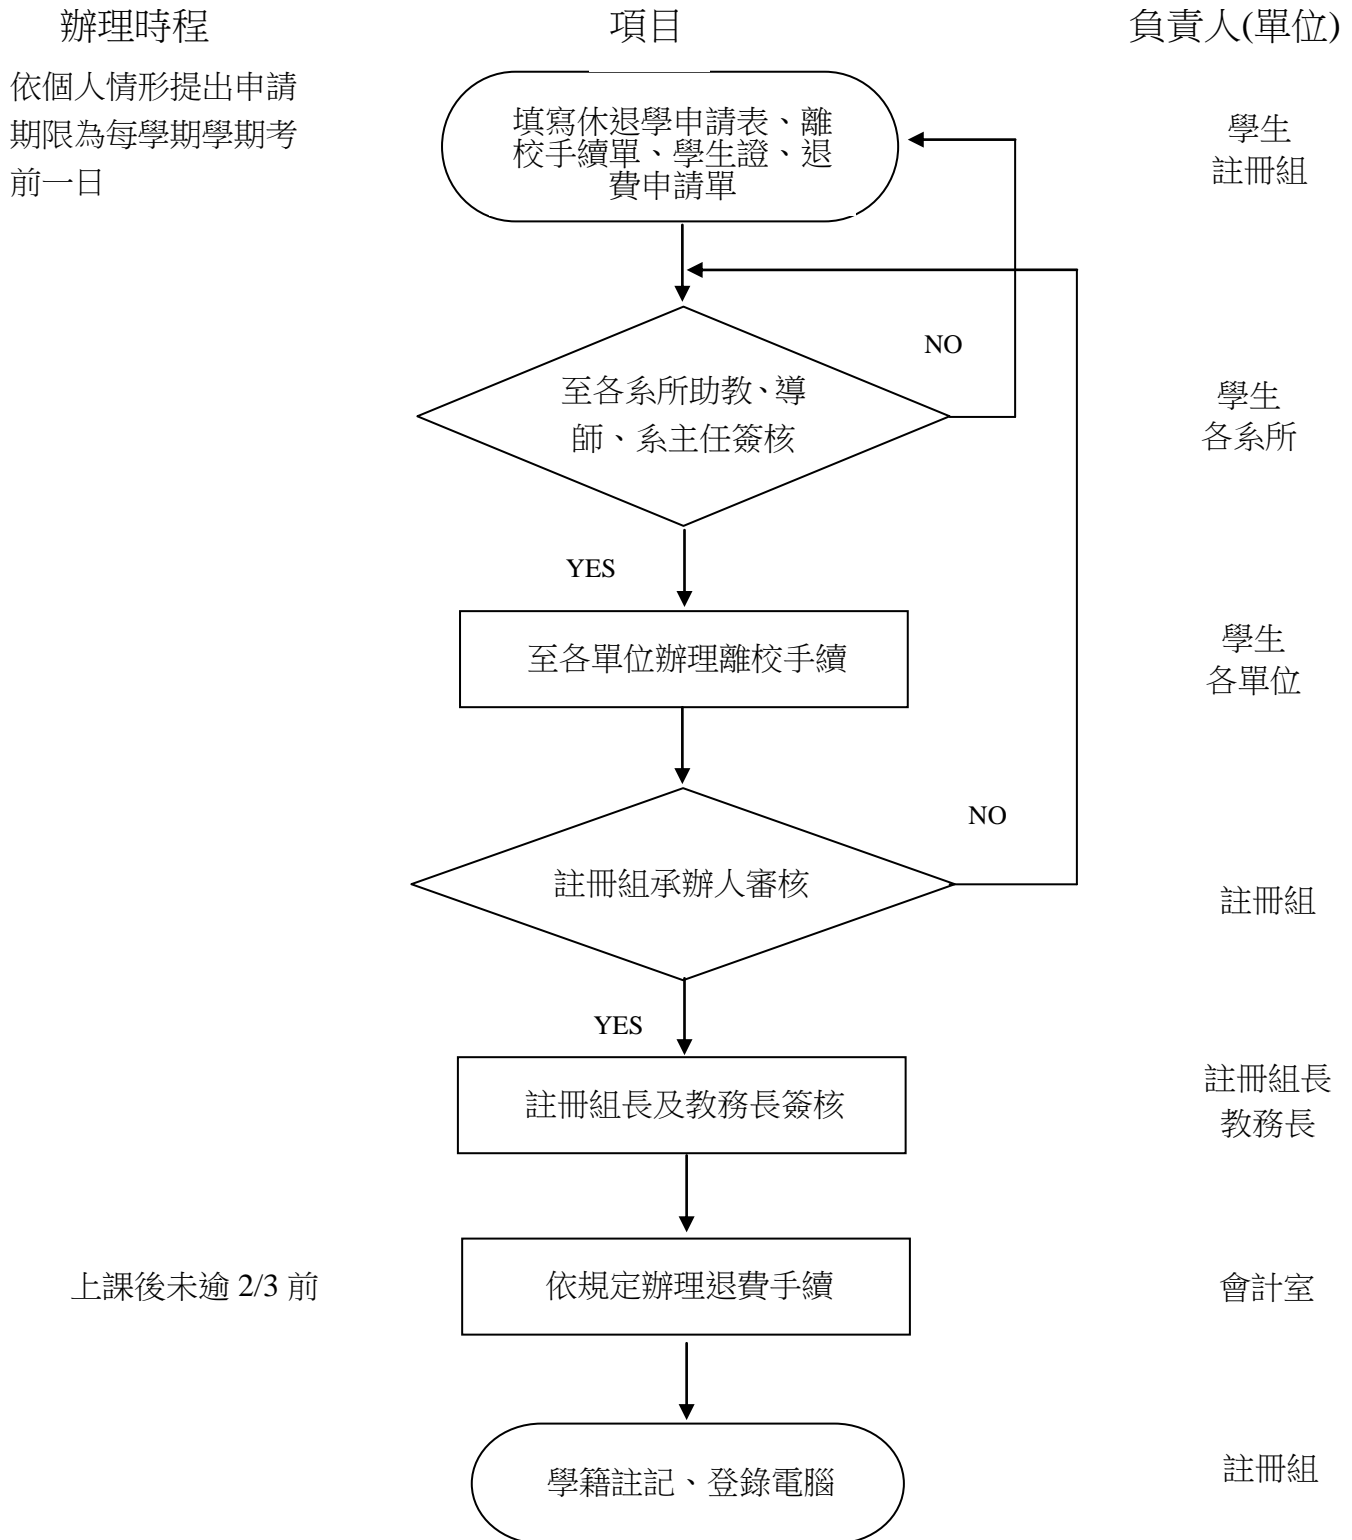 辦理時程
項目
負責人(單位)
依個人情形提出申請
期限為每學期學期考
前一日
填寫休退學申請表、離
校手續單、學生證、退
費申請單
學生
註冊組
NO
至各系所助教、導
師、系主任簽核
學生
各系所
YES
至各單位辦理離校手續
學生
各單位
NO
註冊組承辦人審核
註冊組
YES
註冊組長及教務長簽核
註冊組長
教務長
上課後未逾 2/3 前
依規定辦理退費手續
會計室
學籍註記、登錄電腦
註冊組